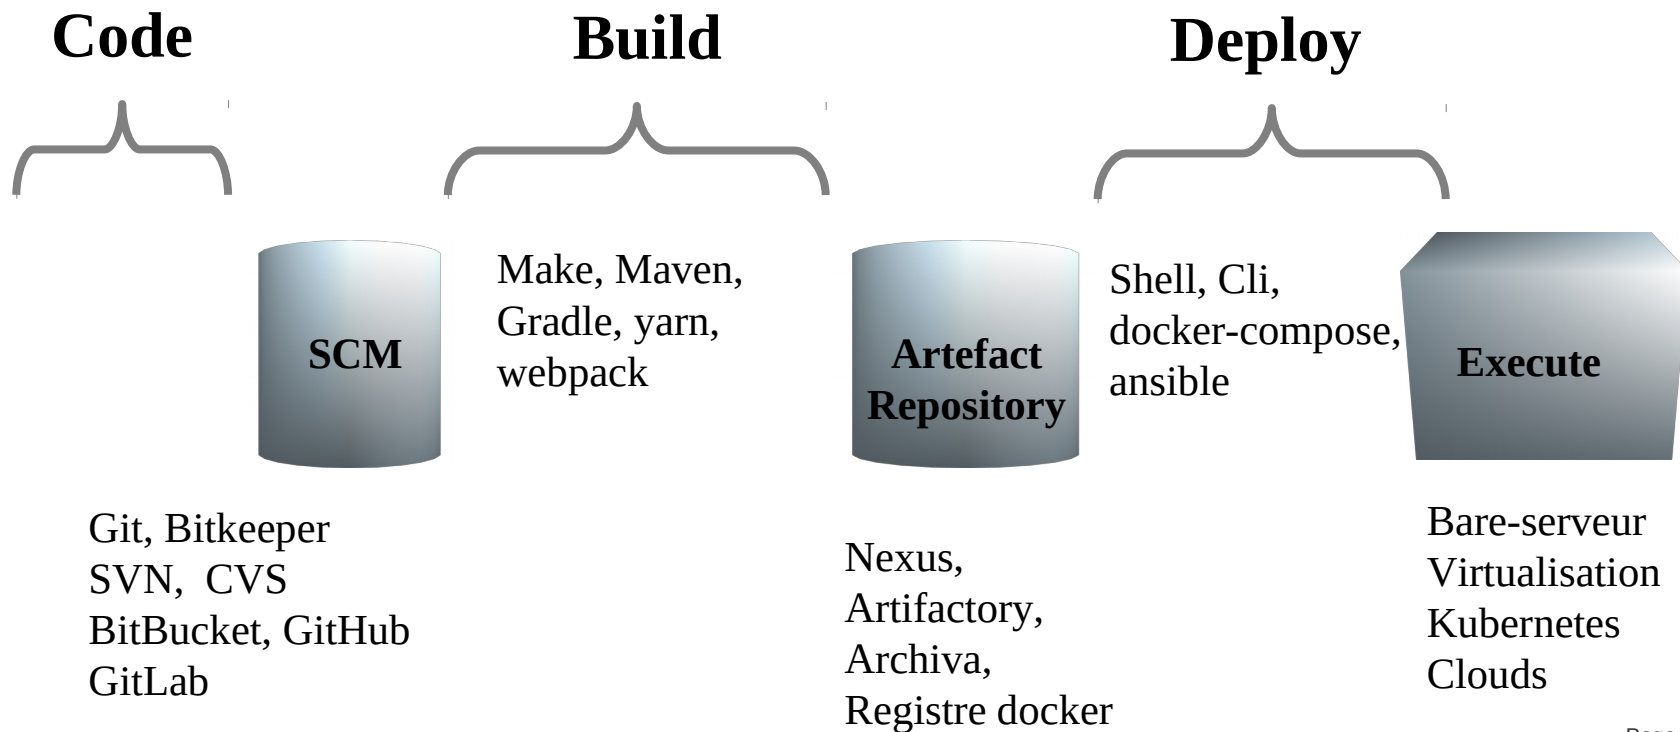 Code
Build
Deploy
SCM
Make, Maven,
Gradle, yarn,
webpack
Artefact
Repository
Shell, Cli,
docker-compose,
ansible
Execute
Git, Bitkeeper
SVN,  CVS
BitBucket, GitHub
GitLab
Nexus,
Artifactory,
Archiva,
Registre docker
Bare-serveur
Virtualisation
Kubernetes
Clouds